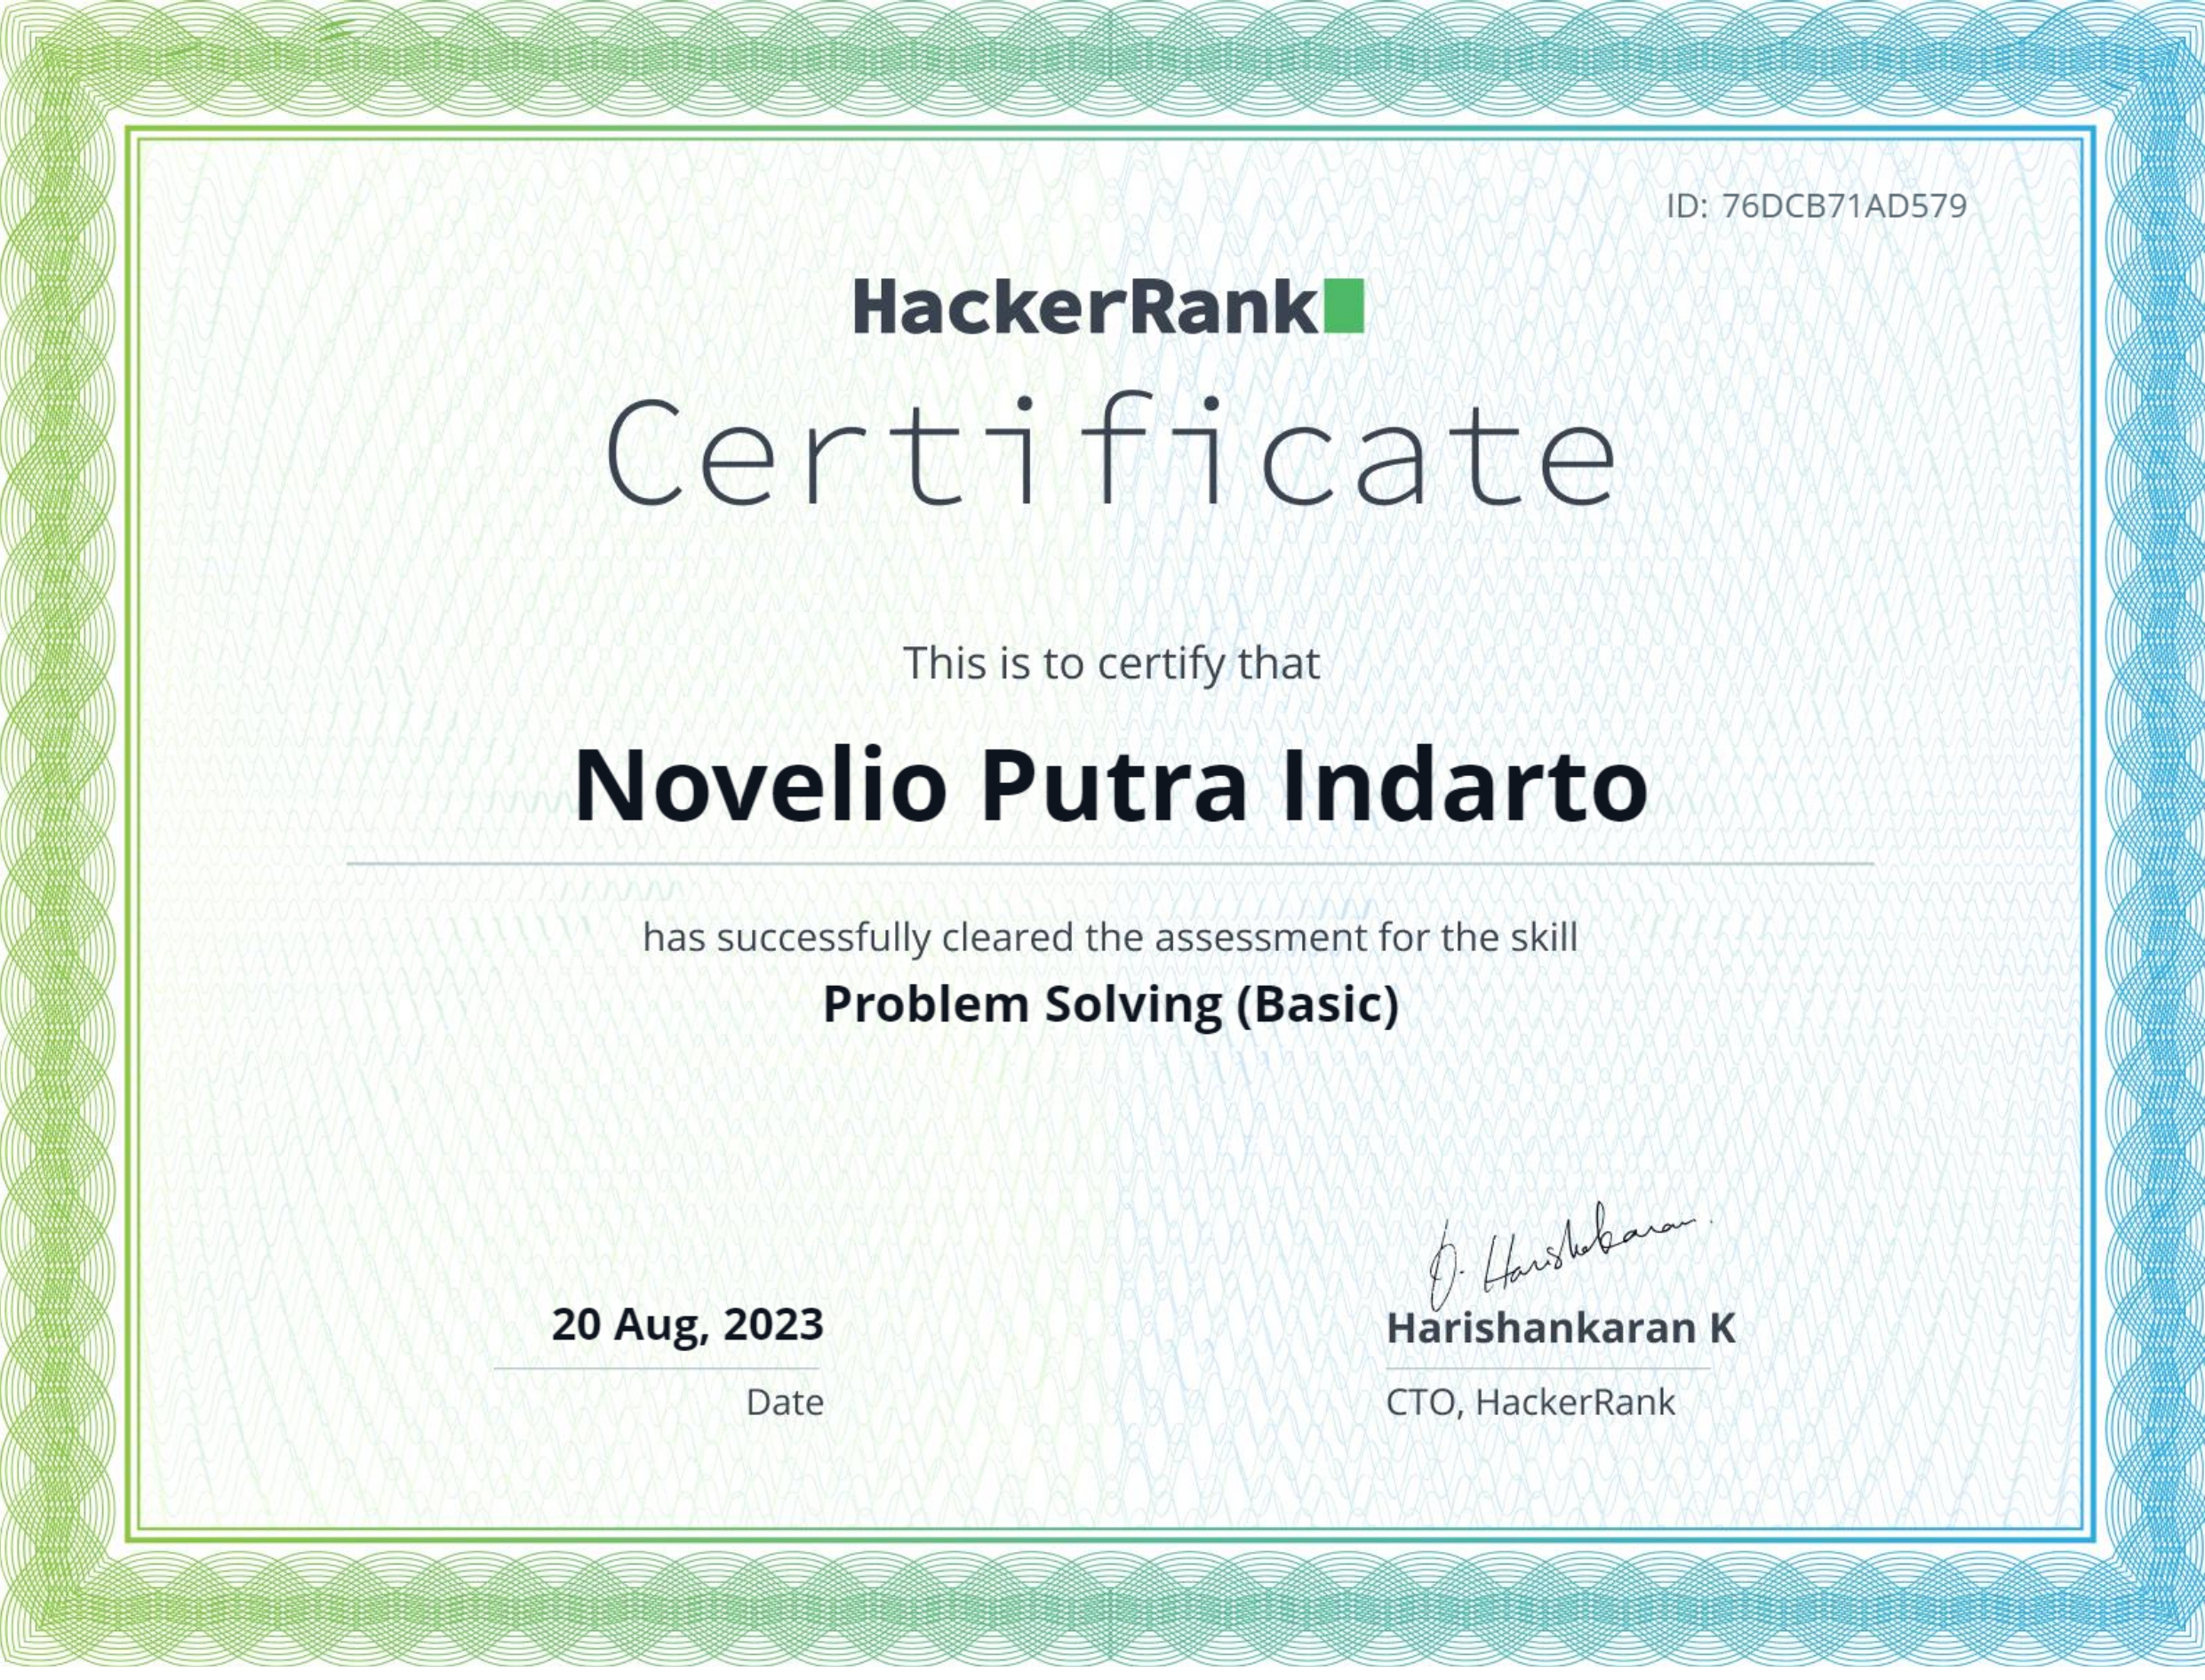 ID: 76DCB71AD579
HackerRank
Certificate
This is to certify that
Novelio Putra Indarto
has successfully cleared the assessment for the skill
Problem Solving (Basic)
20 Aug, 2023
Date
Harishankaran K
CTO, HackerRank